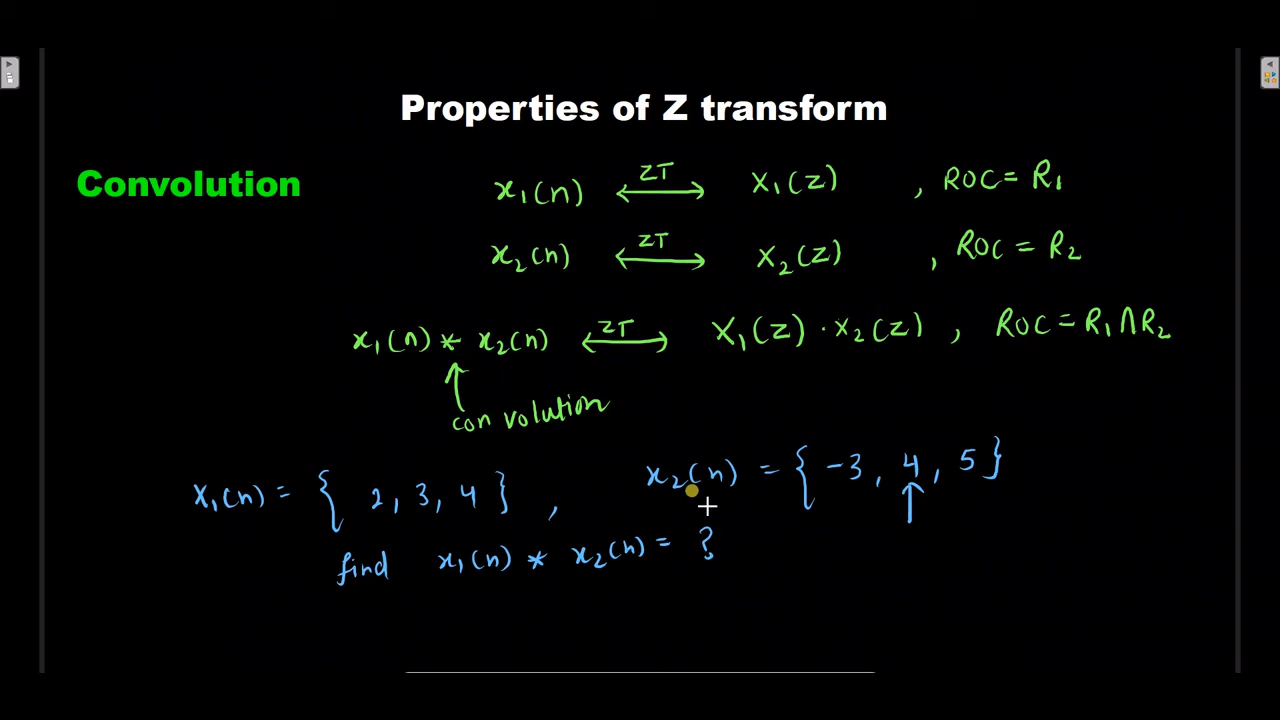 Properties of Z transform
Convolution
x₁(n) ⟷ ZT X₁(z) , ROC = R₁
x₂(n) ⟷ ZT X₂(z) , ROC = R₂
x₁(n) * x₂(n) ⟷ ZT X₁(z) · X₂(z) , ROC = R₁ ∩ R₂
↑
convolution
x₁(n) = { 2, 3, 4 } , x₂(n) = { -3, 4, 5 }
↑
find x₁(n) * x₂(n) = ?